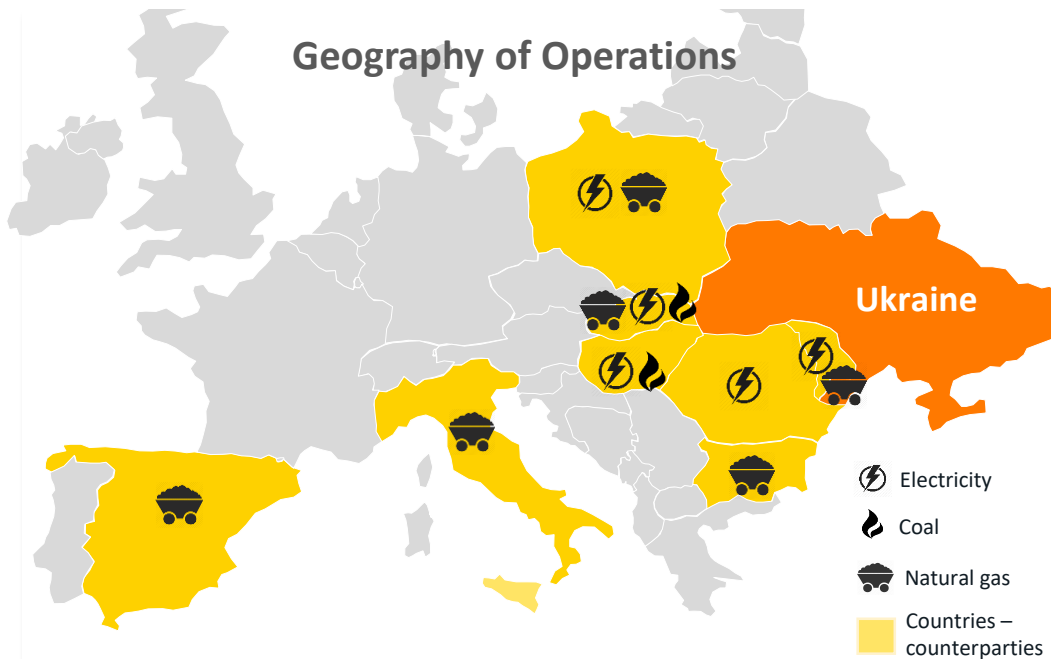 Geography of Operations
Ukraine
Electricity
Coal
Natural gas
Countries –
counterparties